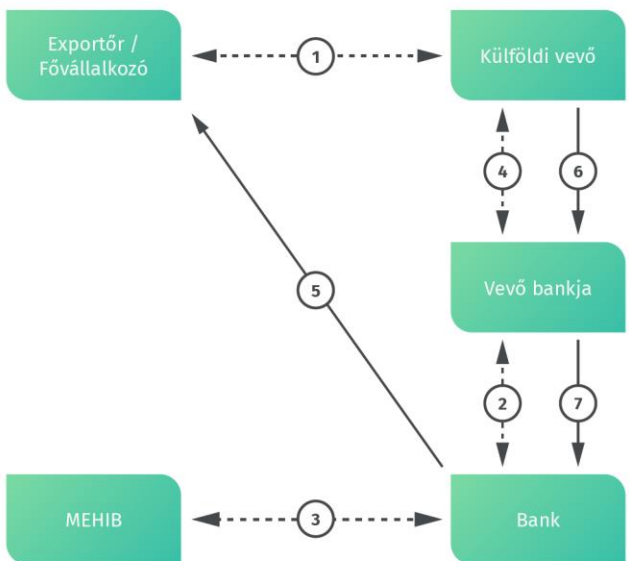 Exportőr /
Fővállalkozó
1
Külföldi vevő
4
6
5
Vevő bankja
2
7
MEHIB
3
Bank